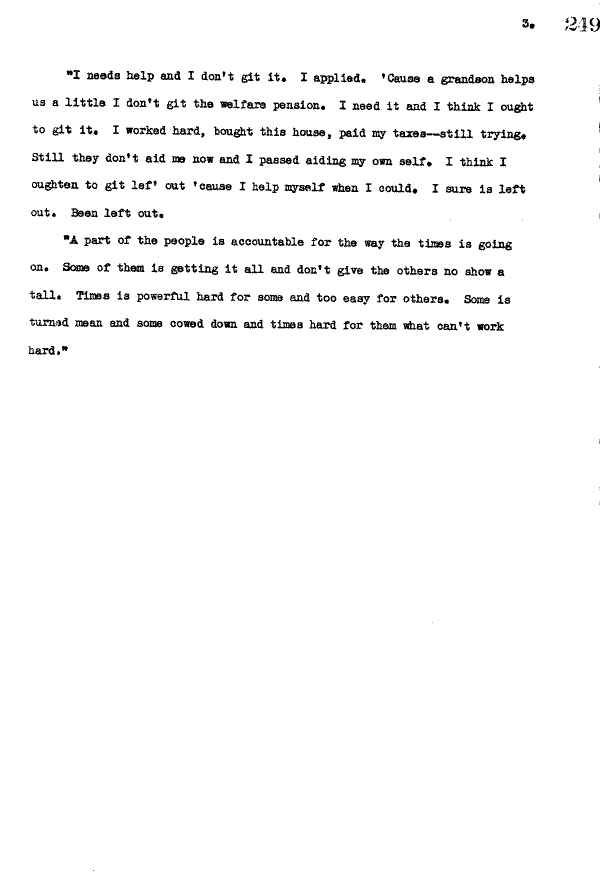 3.
249
"I needs help and I don't git it. I applied. 'Cause a grandson helps
us a little I don't git the welfare pension. I need it and I think I ought
to git it. I worked hard, bought this house, paid my taxes--still trying.
Still they don't aid me now and I passed aiding my own self. I think I
oughten to git lef' out 'cause I help myself when I could. I sure is left
out. Been left out.
"A part of the people is accountable for the way the times is going
on. Some of them is getting it all and don't give the others no show a
tall. Times is powerful hard for some and too easy for others. Some is
turned mean and some cowed down and times hard for them what can't work
hard."